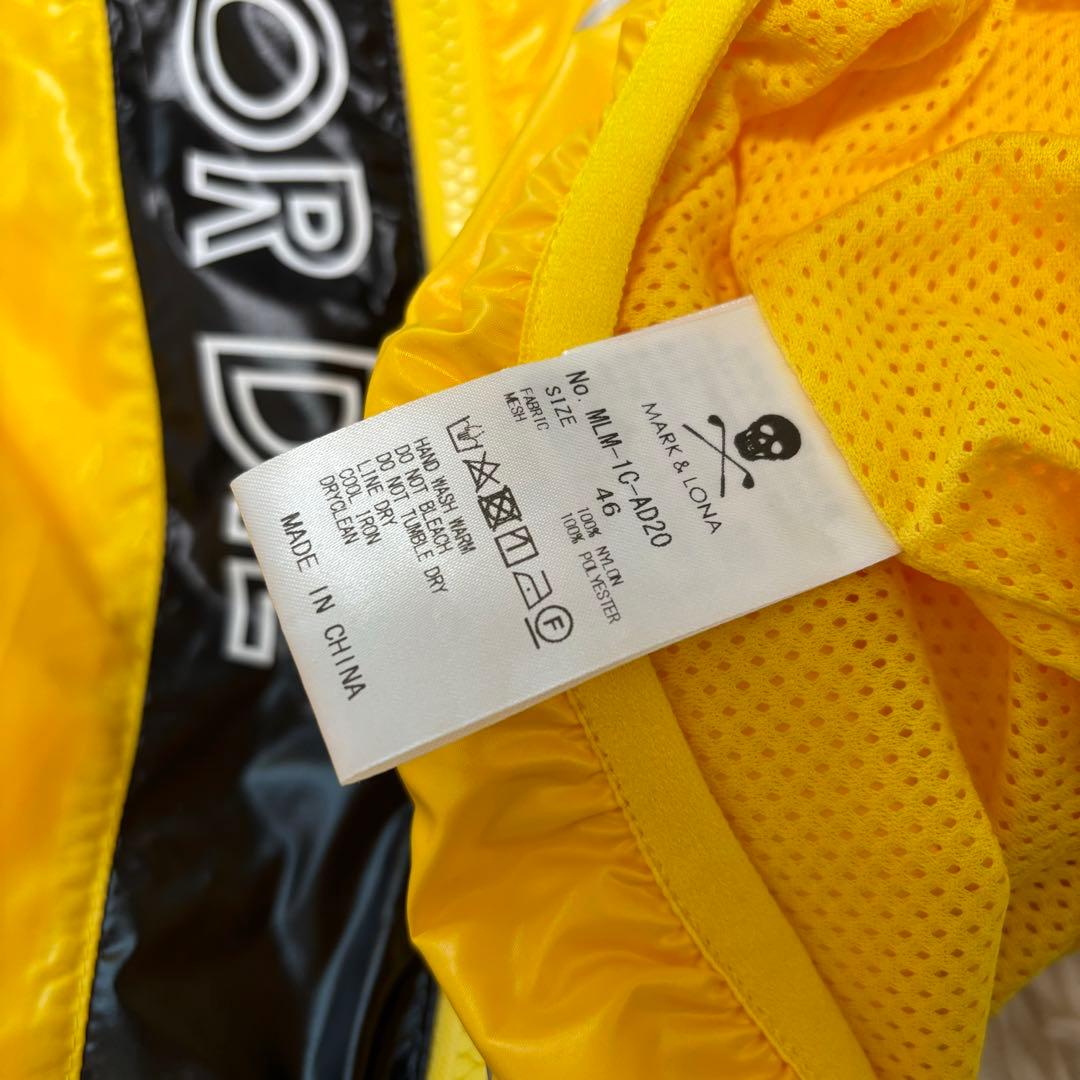 MARK & LONA
No. MLM-1C-AD20
SIZE 46
FABRIC 100% NYLON
MESH 100% POLYESTER
F
HAND WASH WARM
DO NOT BLEACH
DO NOT TUMBLE DRY
LINE DRY
COOL IRON
DRYCLEAN
MADE IN CHINA
OR